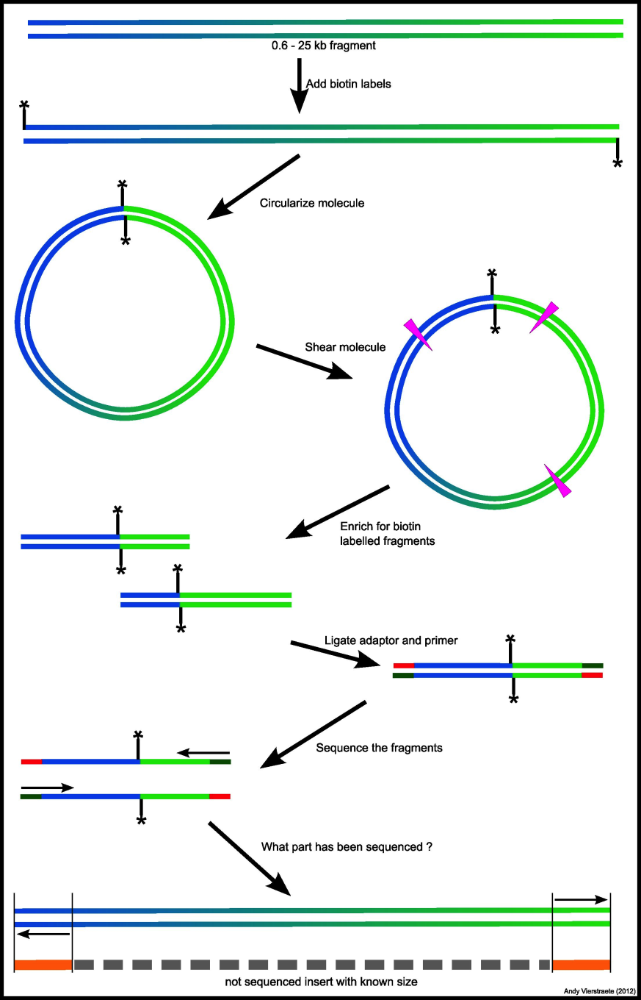 0.6 - 25 kb fragment
Add biotin labels
*
*
*
Circularize molecule
*
*
*
Shear molecule
*
Enrich for biotin
labelled fragments
*
*
*
*
Ligate adaptor and primer
*
*
*
Sequence the fragments
*
What part has been sequenced ?
not sequenced insert with known size
Andy Vierstraete (2012)